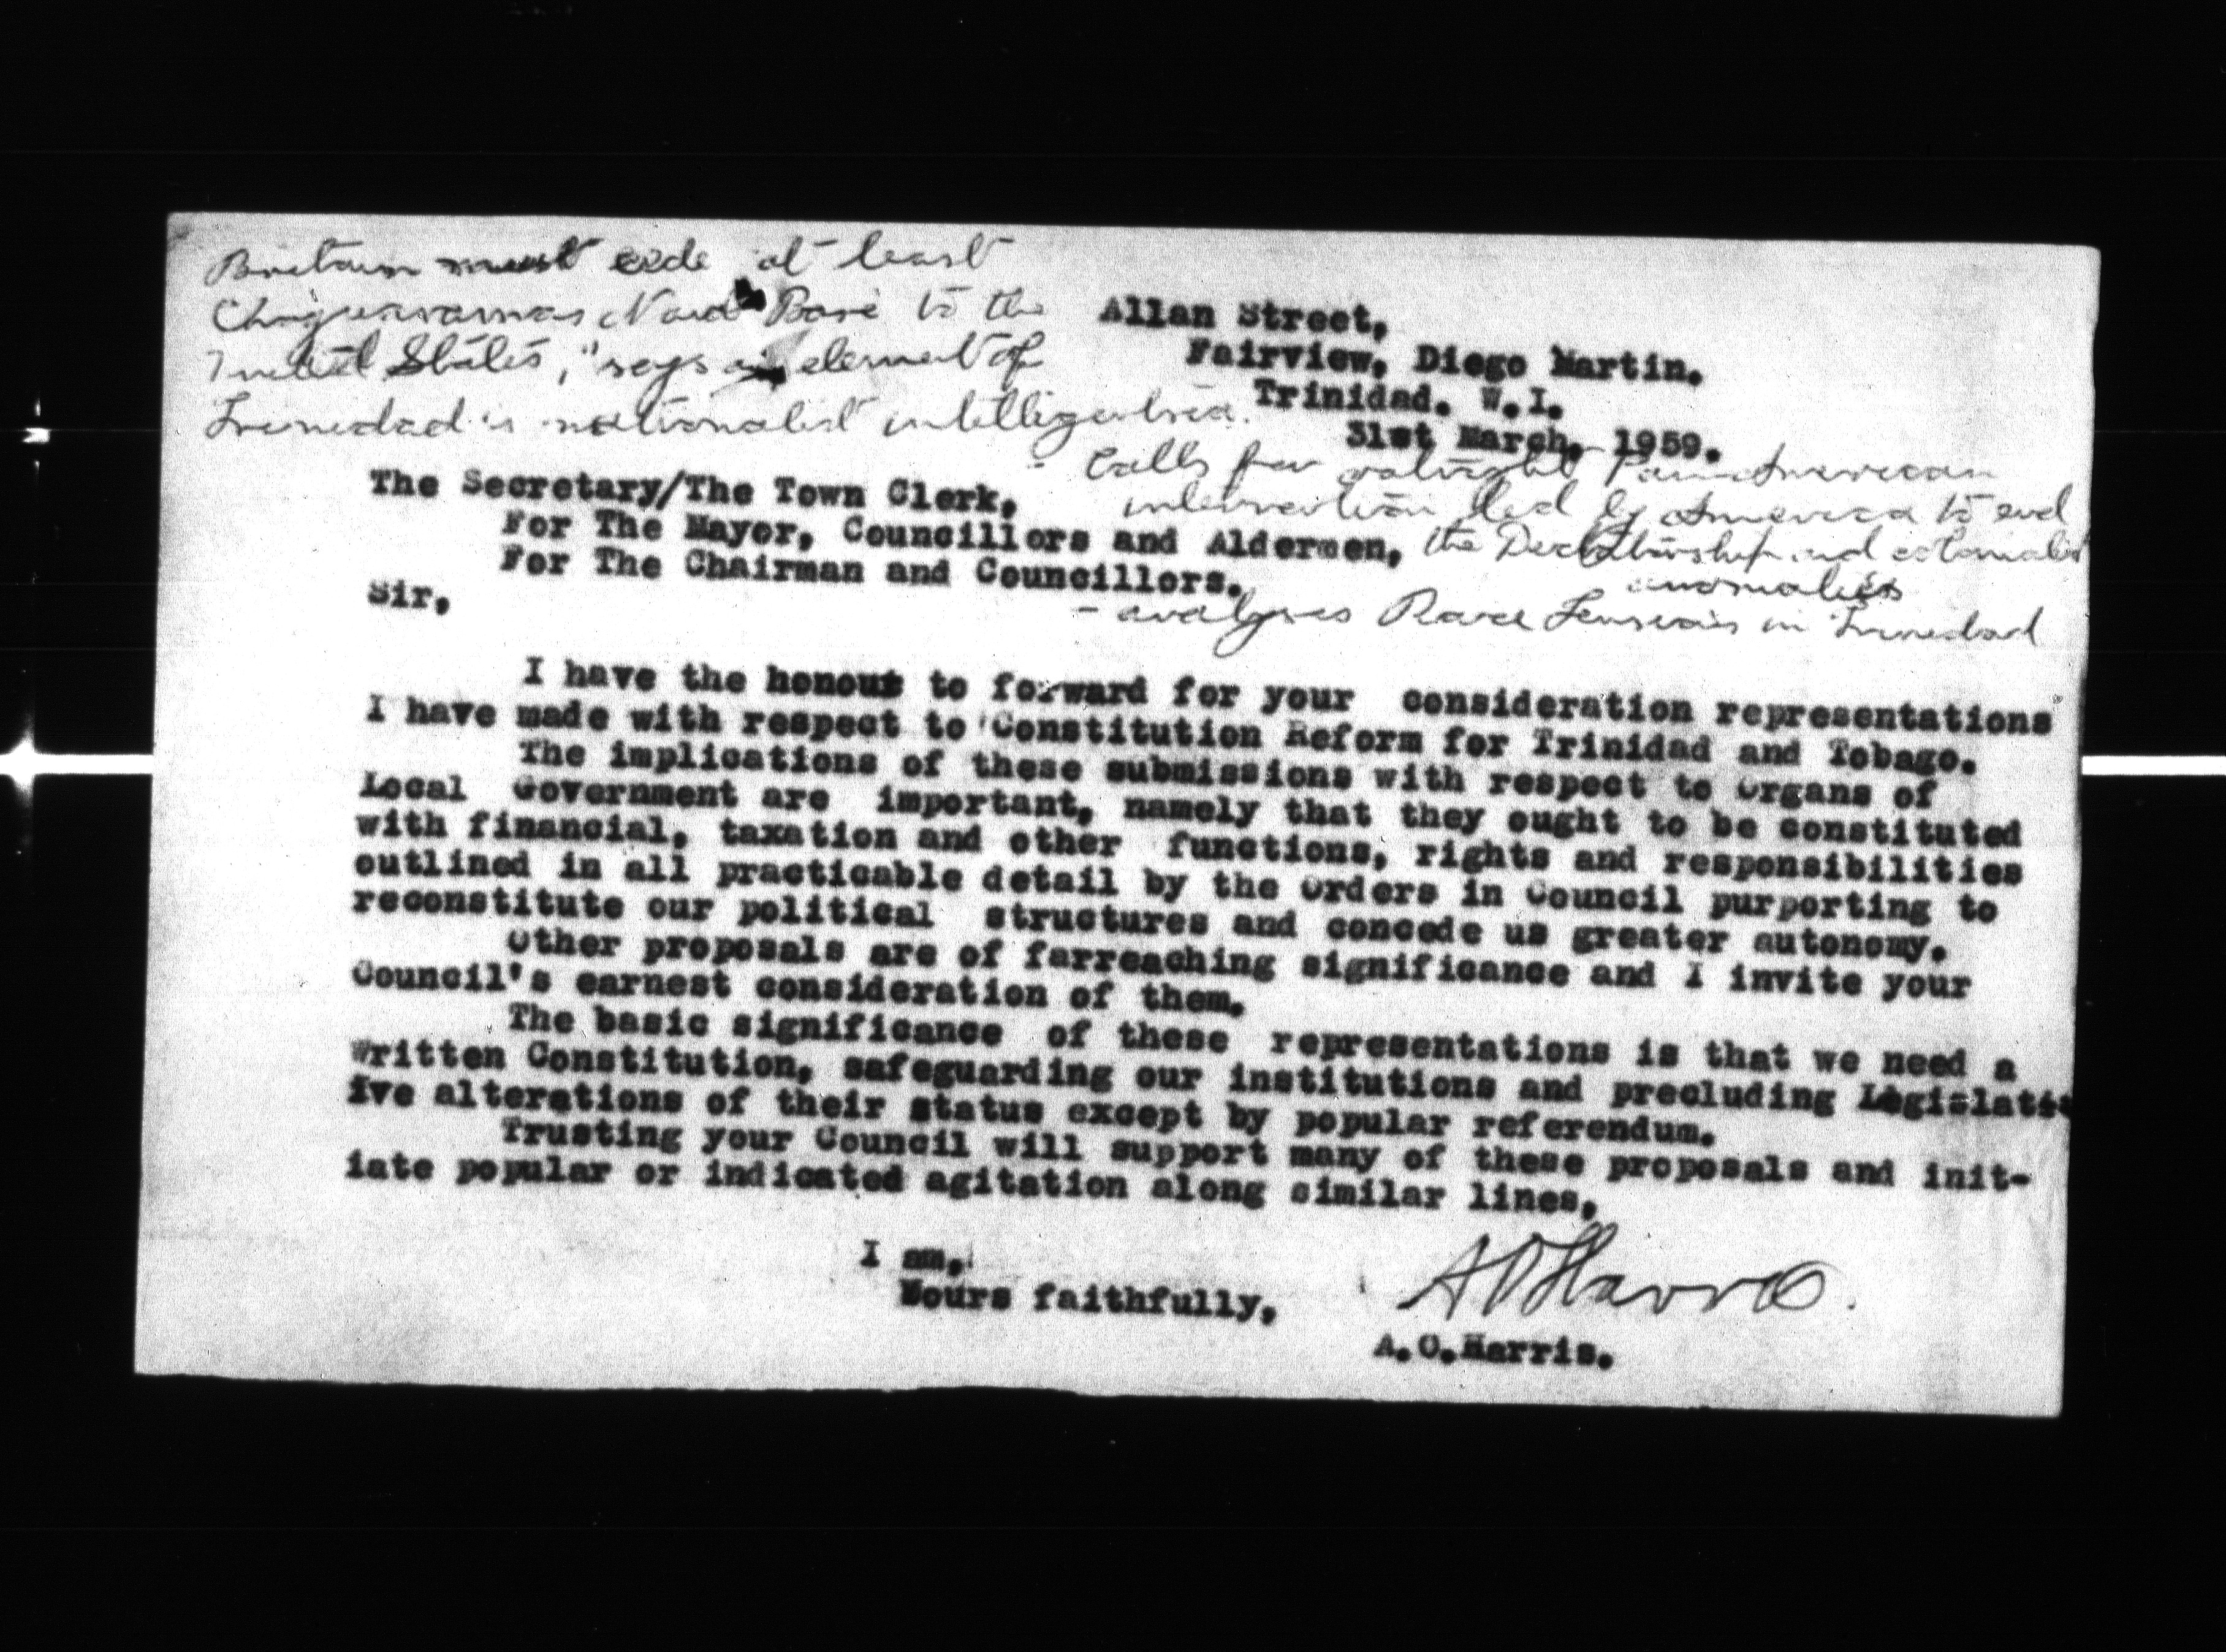 Britain must cede at least
Chaguaramas Naval Base to the
United States," says an element of
Trinidad's nationalist intelligentsia.
Allan Street,
Fairview, Diego Martin.
Trinidad. W.I.
31st March, 1959.
- Calls for outright Pan-American
intervention led by America to end
the Dictatorship and colonialist
anomalies
- analyses Race Tensions in Trinidad
The Secretary/The Town Clerk,
For The Mayor, Councillors and Aldermen,
For The Chairman and Councillors.
Sir,
I have the honour to forward for your consideration representations
I have made with respect to Constitution Reform for Trinidad and Tobago.
The implications of these submissions with respect to Organs of
Local Government are important, namely that they ought to be constituted
with financial, taxation and other functions, rights and responsibilities
outlined in all practicable detail by the Orders in Council purporting to
reconstitute our political structures and concede us greater autonomy.
Other proposals are of farreaching significance and I invite your
Council's earnest consideration of them.
The basic significance of these representations is that we need a
Written Constitution, safeguarding our institutions and precluding Legislat
ive alterations of their status except by popular referendum.
Trusting your Council will support many of these proposals and init-
iate popular or indicated agitation along similar lines,
I am,
Yours faithfully,
A O Harris.
A.O.Harris.